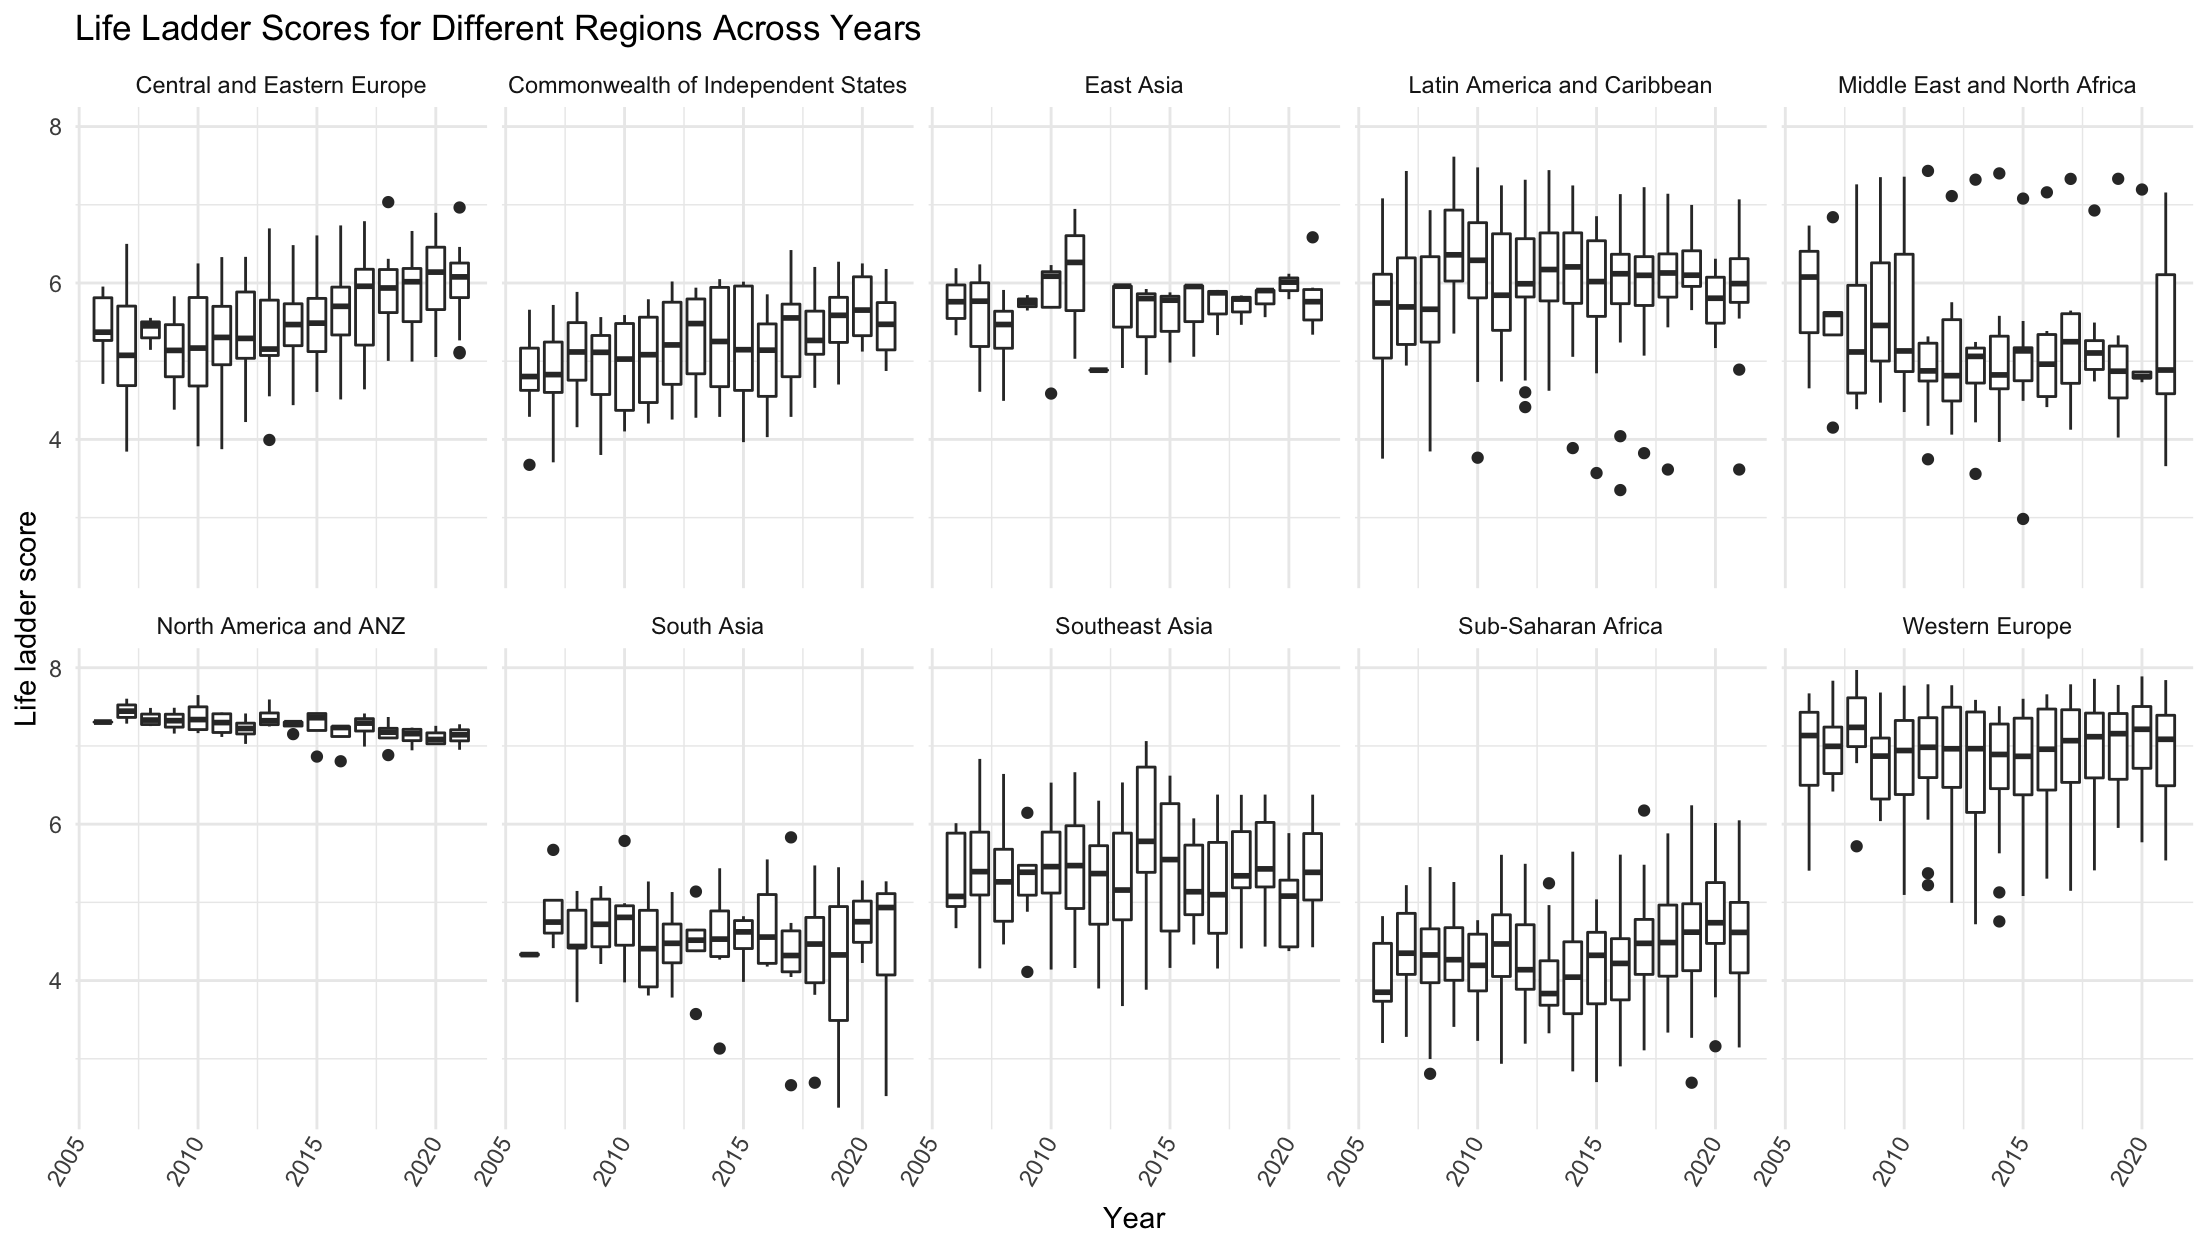 Life Ladder Scores for Different Regions Across Years
Central and Eastern Europe
Commonwealth of Independent States
East Asia
Latin America and Caribbean
Middle East and North Africa
8
6
4
North America and ANZ
South Asia
Southeast Asia
Sub-Saharan Africa
Western Europe
8
6
4
Life ladder score
2005
2010
2015
2020
2005
2010
2015
2020
2005
2010
2015
2020
2005
2010
2015
2020
2005
2010
2015
2020
Year